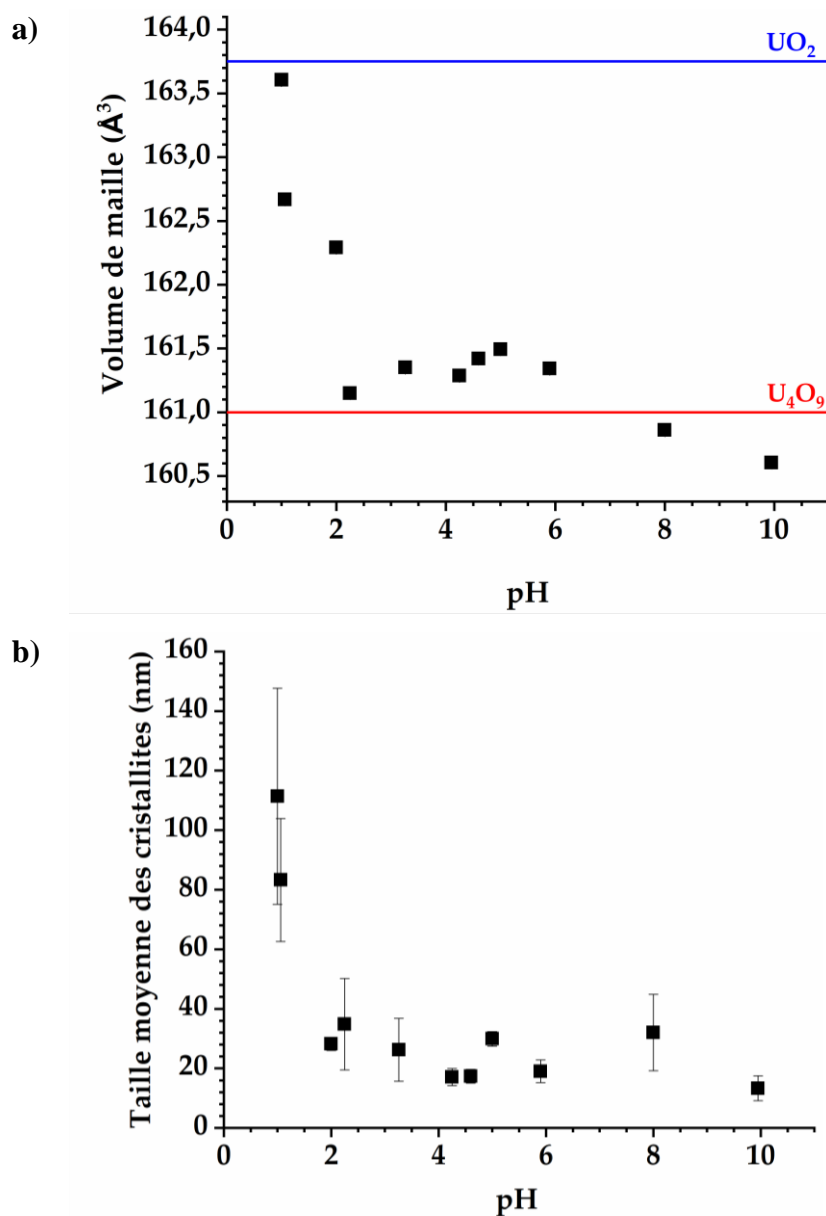 a)
164,0
163,5
163,0
162,5
162,0
161,5
161,0
160,5
Volume de maille (Å³)
UO₂
U₄O₉
0 2 4 6 8 10
pH
b)
160
140
120
100
80
60
40
20
0
Taille moyenne des cristallites (nm)
0 2 4 6 8 10
pH